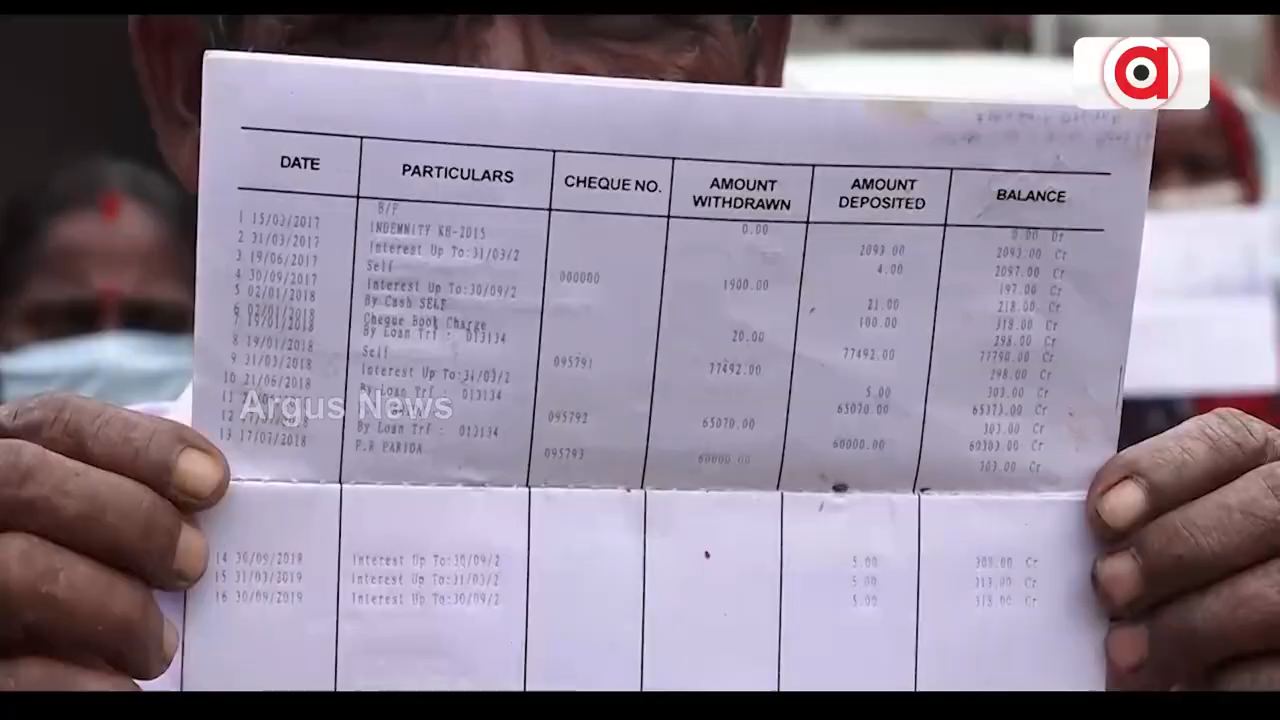 a
DATE PARTICULARS CHEQUE NO. AMOUNT WITHDRAWN AMOUNT DEPOSITED BALANCE
B/F 0.00 0.00 Dr
1 15/03/2017 INDEMNITY KH-2015 2093.00 2093.00 Cr
2 31/03/2017 Interest Up To:31/03/2 4.00 2097.00 Cr
3 19/06/2017 Self 000000 1900.00 197.00 Cr
4 30/09/2017 Interest Up To:30/09/2 21.00 218.00 Cr
5 02/01/2018 By Cash SELF 100.00 318.00 Cr
6 02/01/2018 Cheque Book Charge 20.00 298.00 Cr
7 19/01/2018 By Loan Trf : 013134 77492.00 77790.00 Cr
8 19/01/2018 Self 095791 77492.00 298.00 Cr
9 31/03/2018 Interest Up To:31/03/2 5.00 303.00 Cr
10 21/06/2018 By Loan Trf : 013134 65070.00 65373.00 Cr
11 095792 65070.00 303.00 Cr
12 By Loan Trf : 013134 60000.00 60303.00 Cr
13 17/07/2018 P.R PARIDA 095793 60000.00 303.00 Cr
Argus News
14 30/09/2018 Interest Up To:30/09/2 5.00 308.00 Cr
15 31/03/2019 Interest Up To:31/03/2 5.00 313.00 Cr
16 30/09/2019 Interest Up To:30/09/2 5.00 318.00 Cr